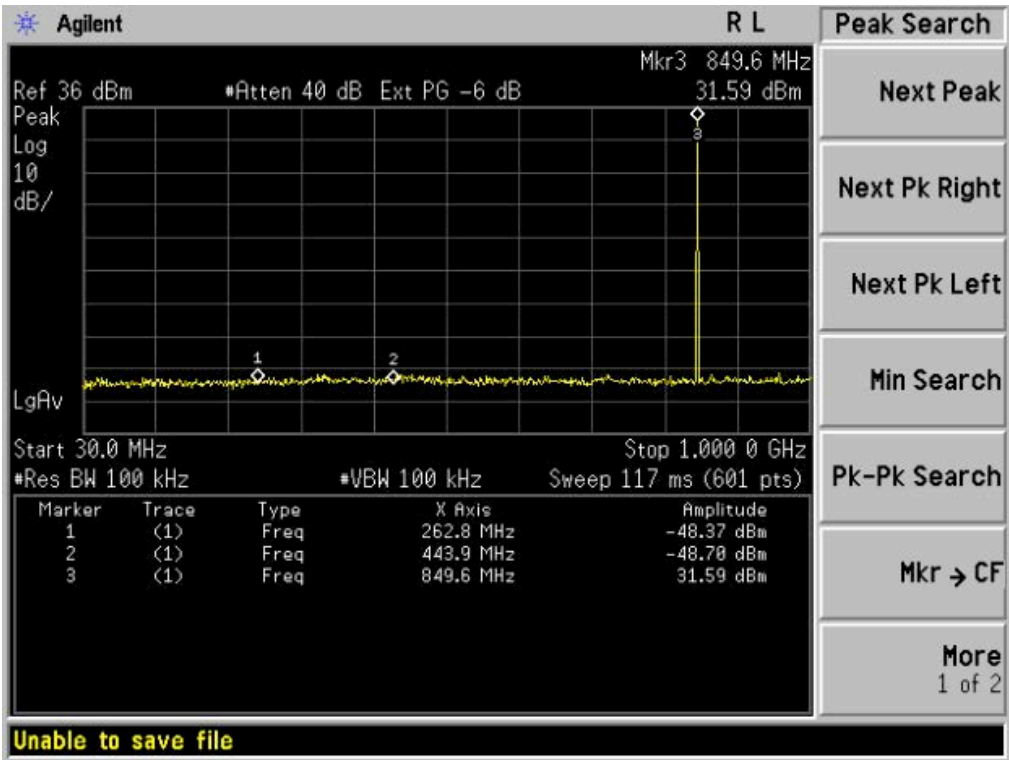 Agilent R L Peak Search
Mkr3 849.6 MHz
Ref 36 dBm #Atten 40 dB Ext PG -6 dB 31.59 dBm
Peak
Log
10
dB/
3
1 2
LgAv
Start 30.0 MHz Stop 1.000 0 GHz
#Res BW 100 kHz #VBW 100 kHz Sweep 117 ms (601 pts)
Marker Trace Type X Axis Amplitude
1 (1) Freq 262.8 MHz -48.37 dBm
2 (1) Freq 443.9 MHz -48.70 dBm
3 (1) Freq 849.6 MHz 31.59 dBm
Next Peak
Next Pk Right
Next Pk Left
Min Search
Pk-Pk Search
Mkr → CF
More
1 of 2
Unable to save file